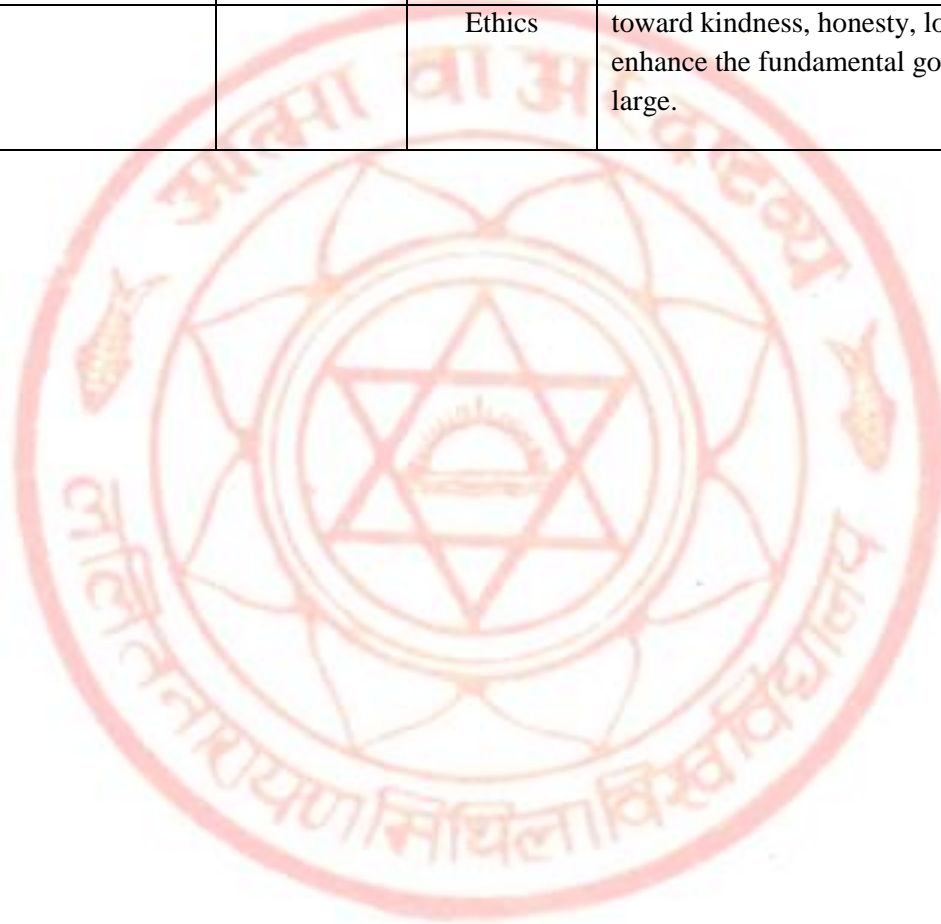 Ethics toward kindness, honesty, lo
enhance the fundamental go
large.
आत्मा वा अरे द्रष्टव्य
ललितनारायण मिथिला विश्वविद्यालय